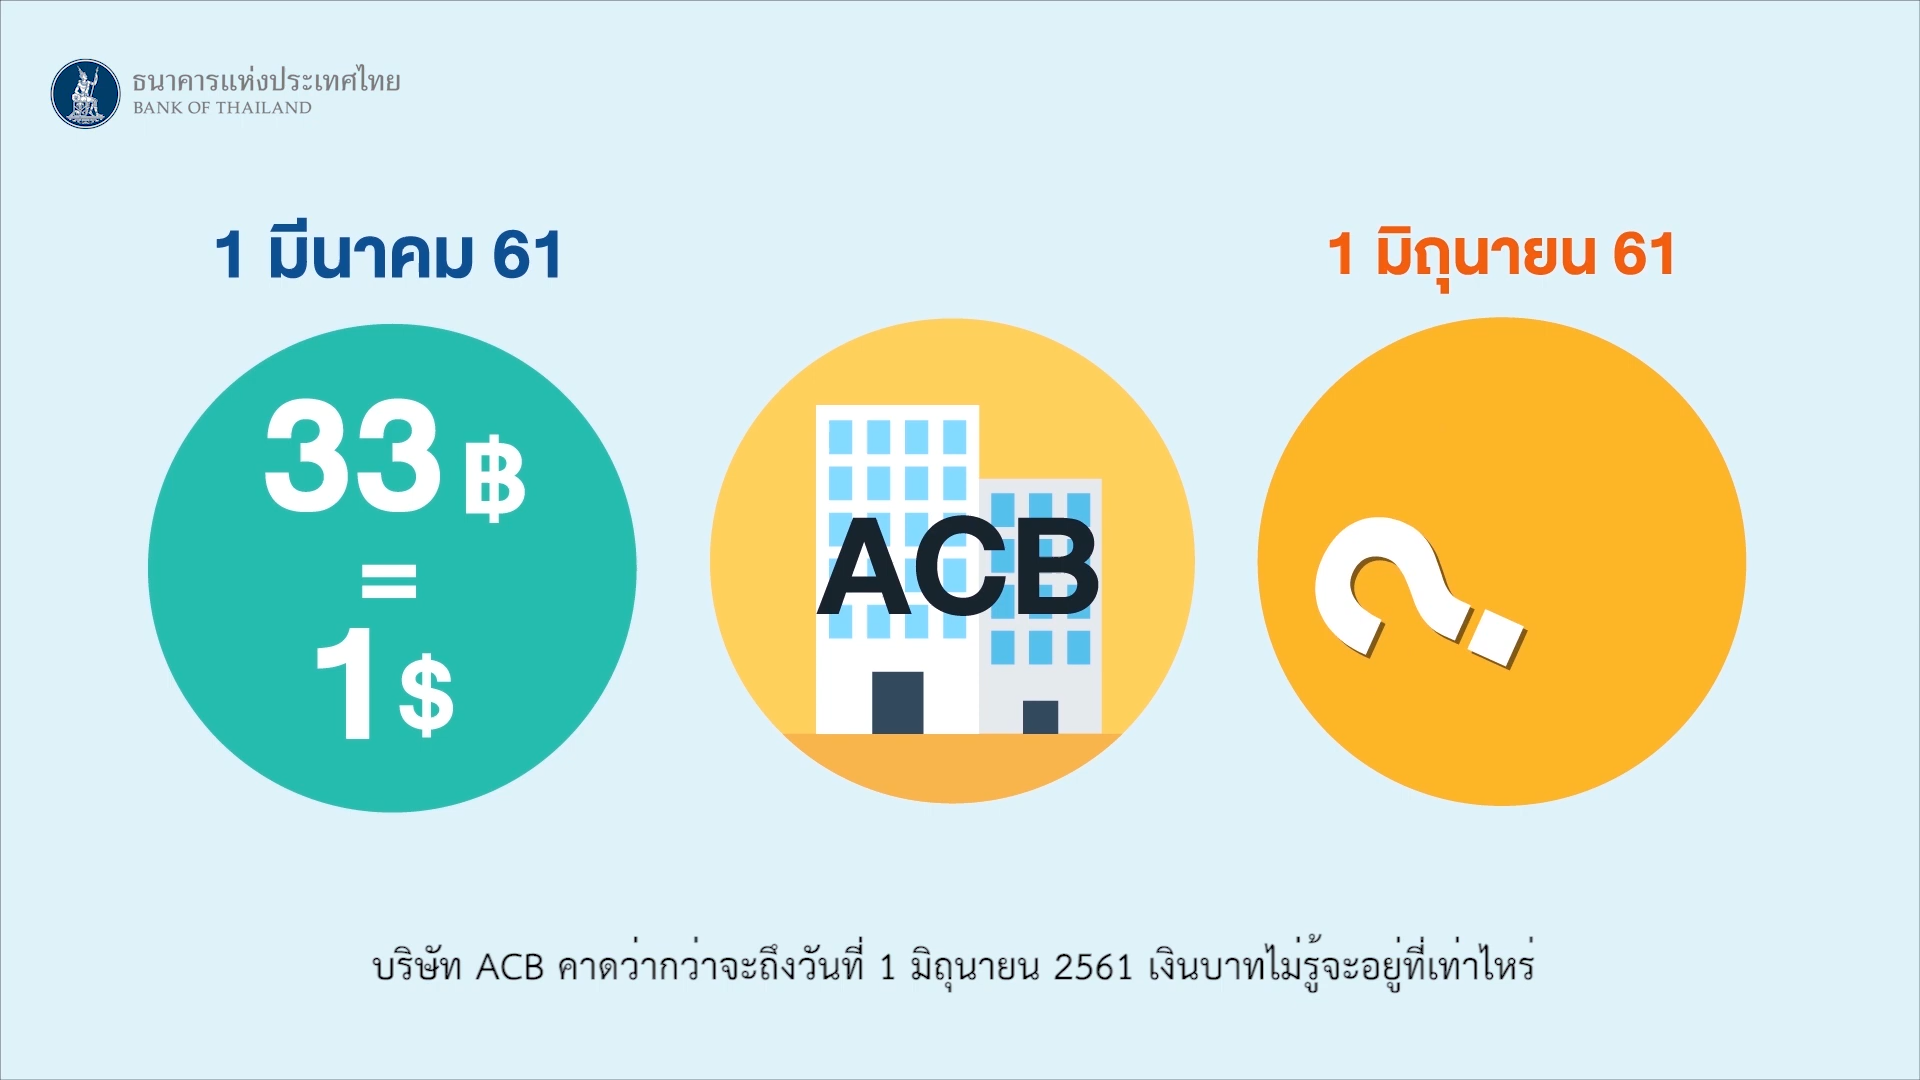 ธนาคารแห่งประเทศไทย
BANK OF THAILAND
1 มีนาคม 61
1 มิถุนายน 61
33 ฿
=
1 $
ACB
?
บริษัท ACB คาดว่ากว่าจะถึงวันที่ 1 มิถุนายน 2561 เงินบาทไม่รู้จะอยู่ที่เท่าไหร่